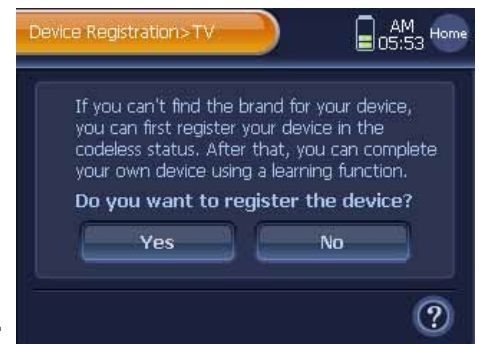 Device Registration>TV
AM
05:53
Home
If you can't find the brand for your device,
you can first register your device in the
codeless status. After that, you can complete
your own device using a learning function.
Do you want to register the device?
Yes
No
?